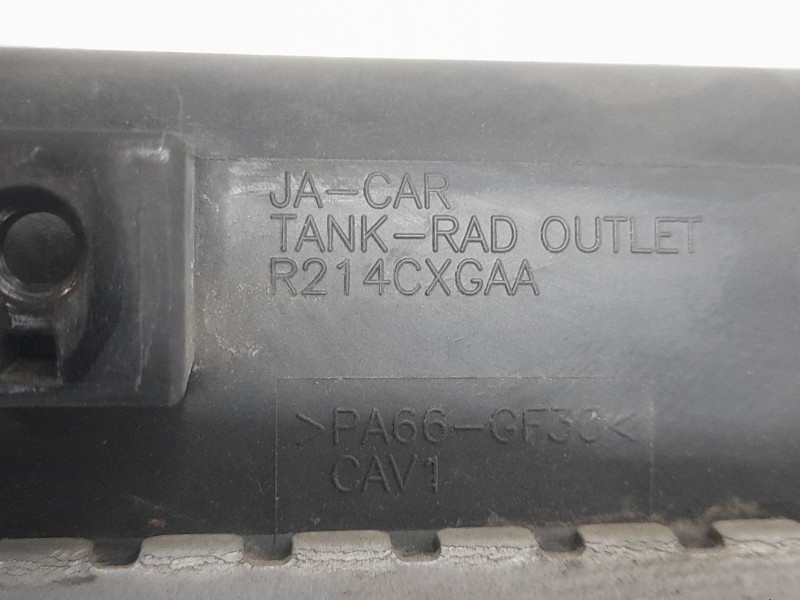 JA-CAR
TANK-RAD OUTLET
R214CXGAA
>PA66-GF30<
CAV1